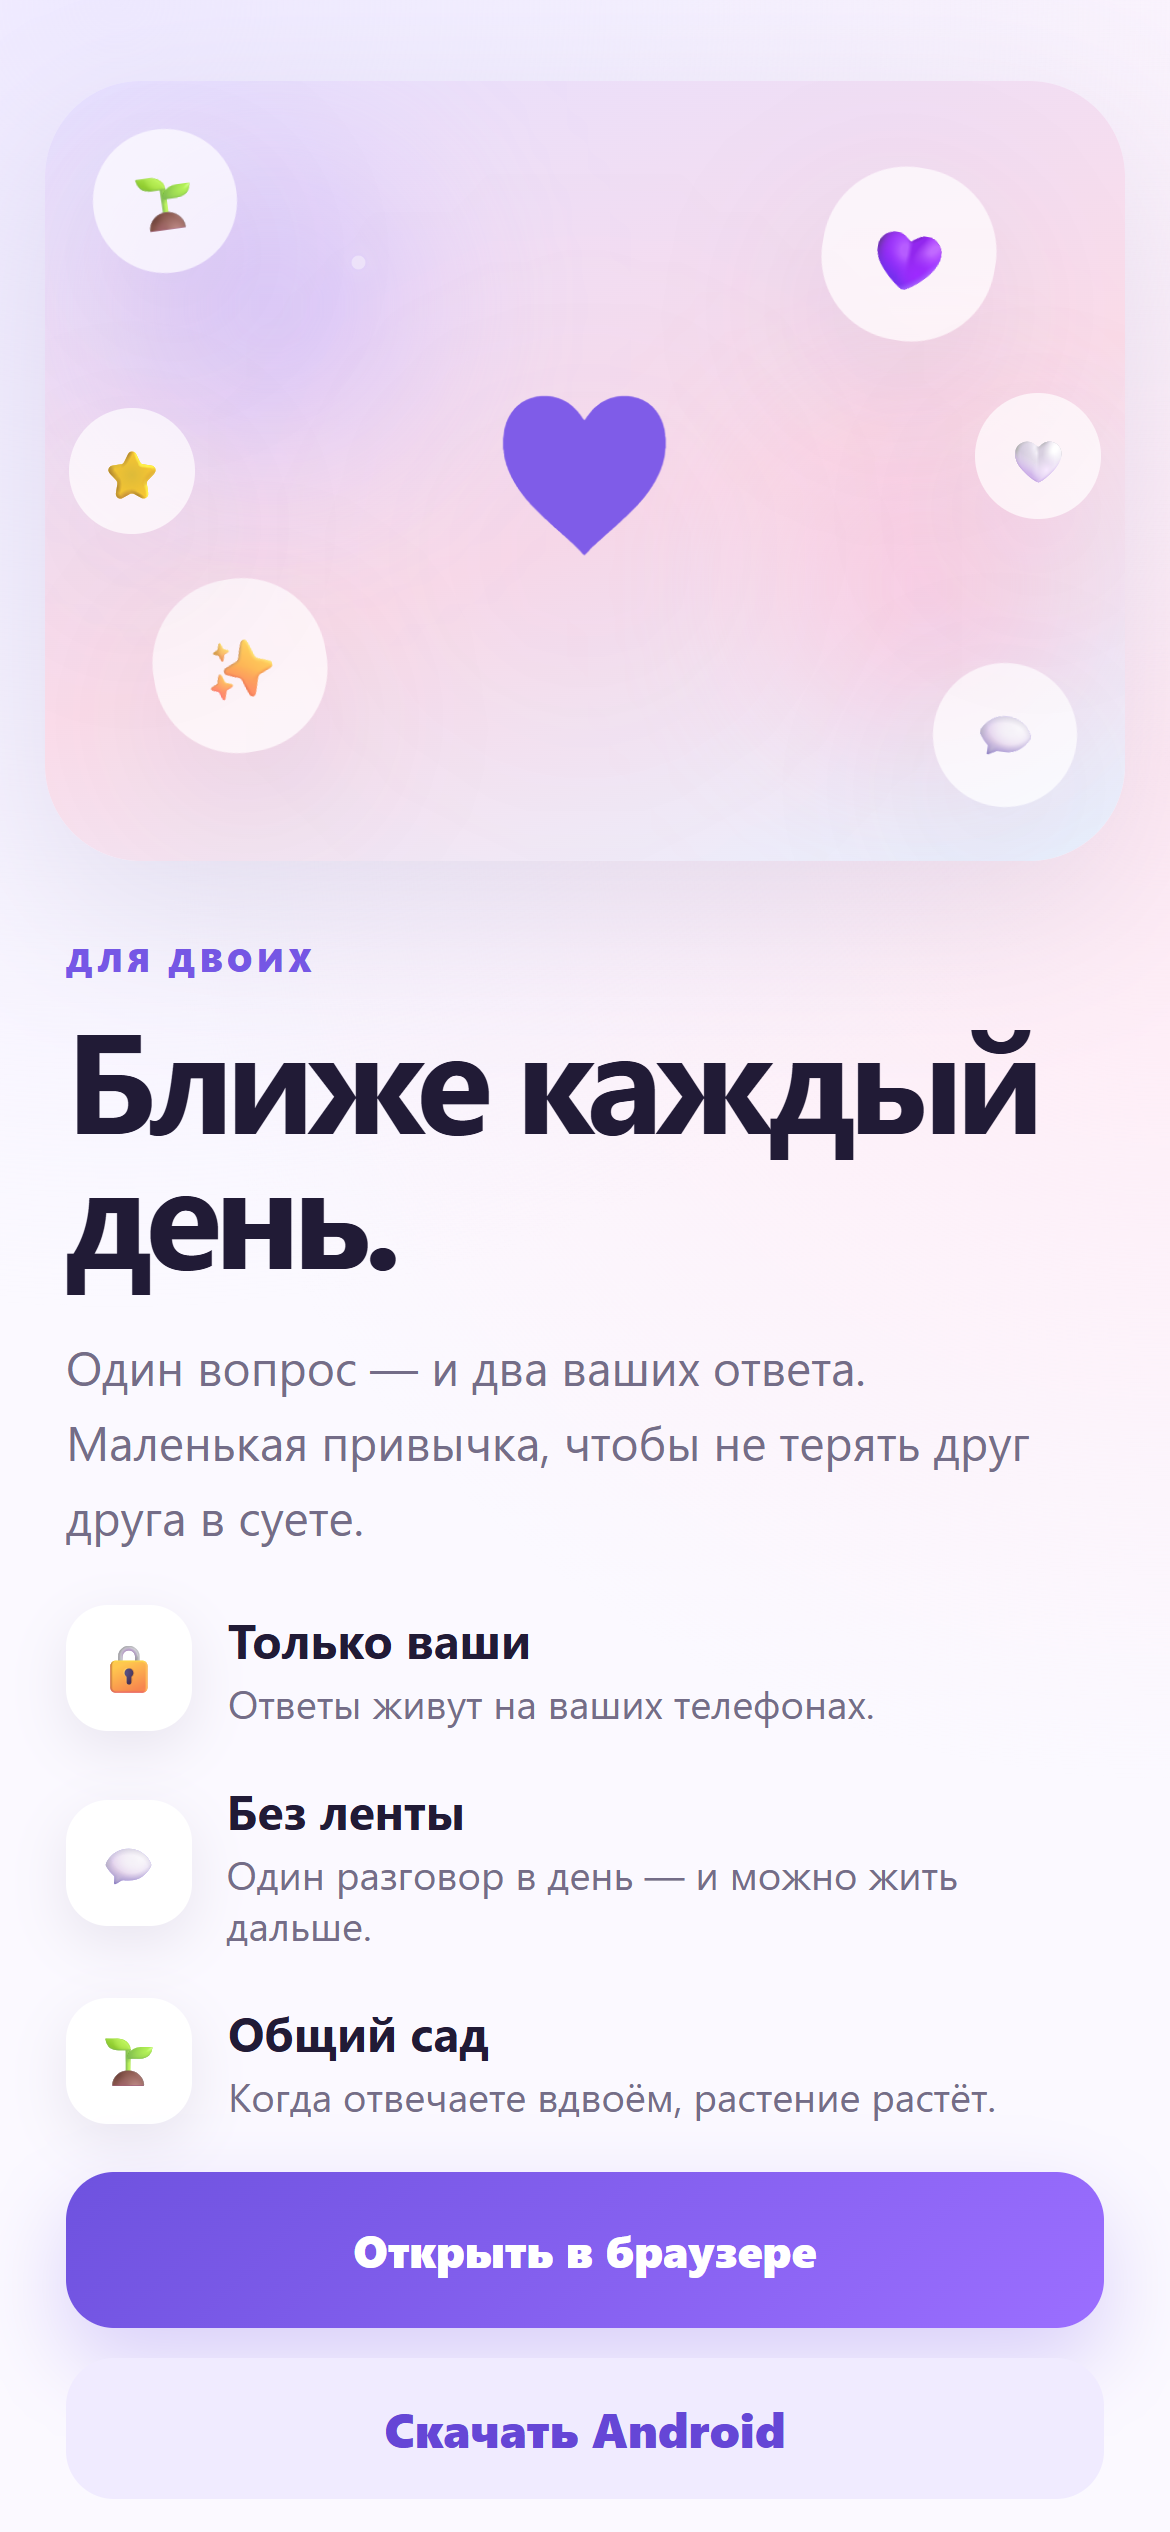 для двоих
Ближе каждый
день.
Один вопрос — и два ваших ответа.
Маленькая привычка, чтобы не терять друг
друга в суете.
Только ваши
Ответы живут на ваших телефонах.
Без ленты
Один разговор в день — и можно жить
дальше.
Общий сад
Когда отвечаете вдвоём, растение растёт.
Открыть в браузере
Скачать Android